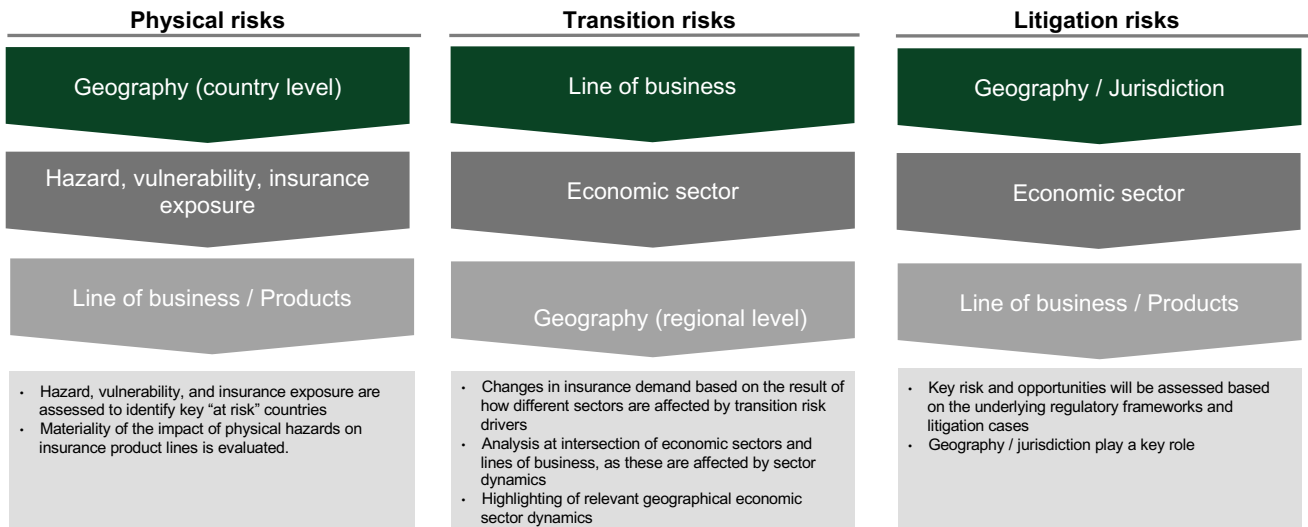 Physical risks
Geography (country level)
Hazard, vulnerability, insurance
exposure
Line of business / Products
• Hazard, vulnerability, and insurance exposure are
assessed to identify key “at risk” countries
• Materiality of the impact of physical hazards on
insurance product lines is evaluated.
Transition risks
Line of business
Economic sector
Geography (regional level)
• Changes in insurance demand based on the result of
how different sectors are affected by transition risk
drivers
• Analysis at intersection of economic sectors and
lines of business, as these are affected by sector
dynamics
• Highlighting of relevant geographical economic
sector dynamics
Litigation risks
Geography / Jurisdiction
Economic sector
Line of business / Products
• Key risk and opportunities will be assessed based
on the underlying regulatory frameworks and
litigation cases
• Geography / jurisdiction play a key role